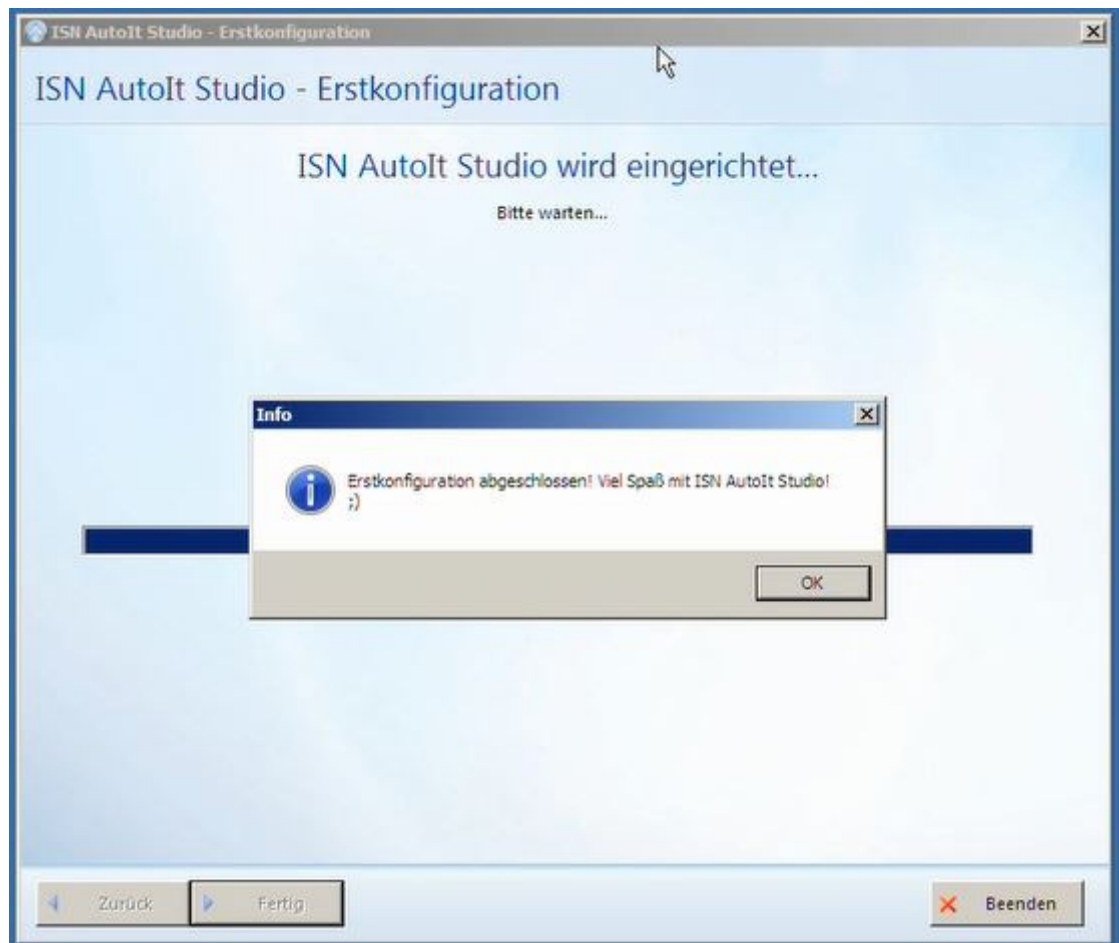 ISN AutoIt Studio - Erstkonfiguration
ISN AutoIt Studio - Erstkonfiguration
ISN AutoIt Studio wird eingerichtet...
Bitte warten...
Info
Erstkonfiguration abgeschlossen! Viel Spaß mit ISN AutoIt Studio!
;)
OK
Zurück
Fertig
Beenden